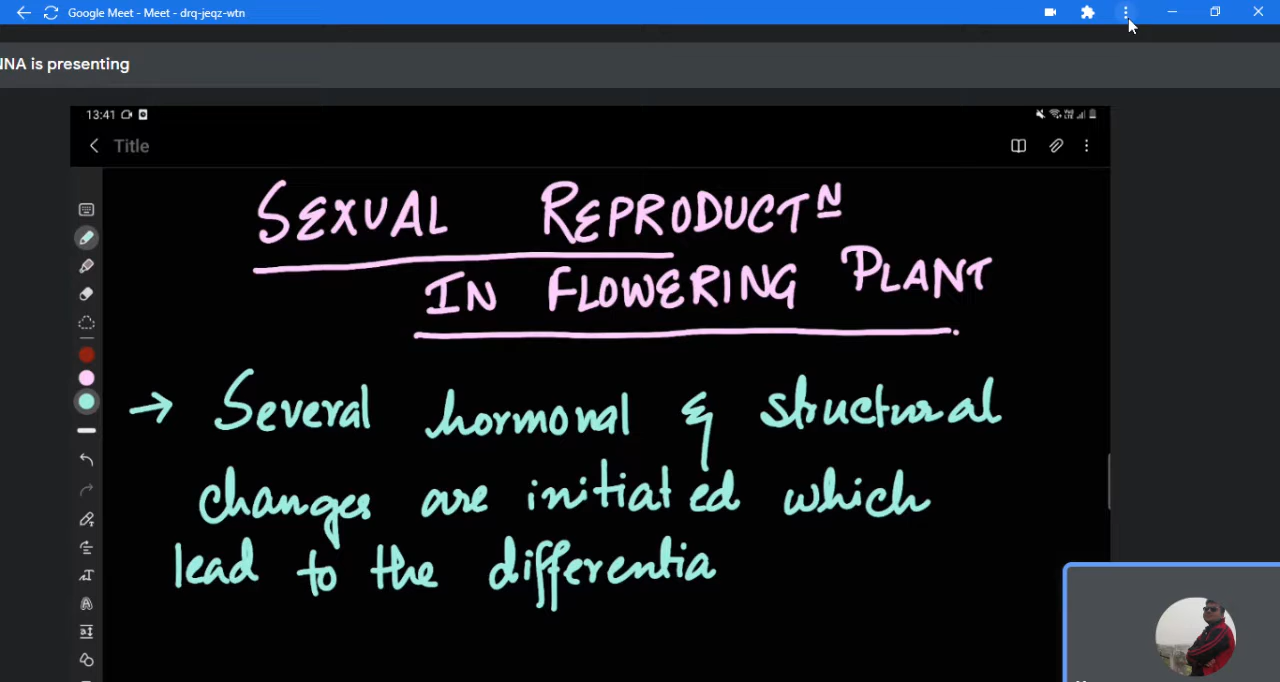 Google Meet - Meet - drq-jeqz-wtn
NNA is presenting
13:41
Title
SEXUAL REPRODUCTN
IN FLOWERING PLANT
→ Several hormonal & structural
changes are initiated which
lead to the differentia